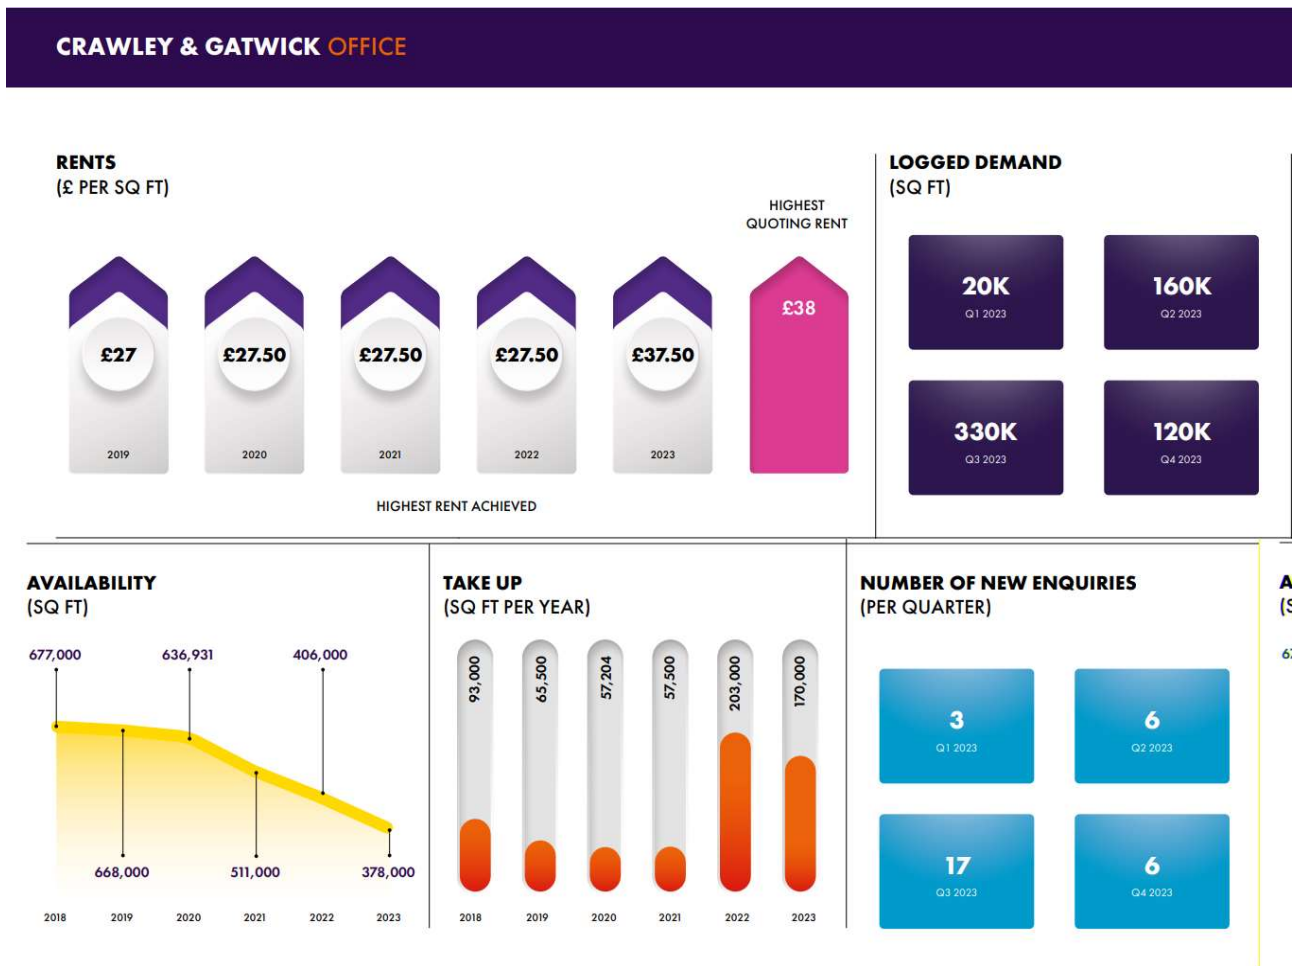 CRAWLEY & GATWICK OFFICE
RENTS
(£ PER SQ FT)
HIGHEST
QUOTING RENT
£27
2019
£27.50
2020
£27.50
2021
£27.50
2022
£37.50
2023
£38
HIGHEST RENT ACHIEVED
LOGGED DEMAND
(SQ FT)
20K
Q1 2023
160K
Q2 2023
330K
Q3 2023
120K
Q4 2023
AVAILABILITY
(SQ FT)
677,000
636,931
406,000
668,000
511,000
378,000
2018
2019
2020
2021
2022
2023
TAKE UP
(SQ FT PER YEAR)
93,000
65,500
57,204
57,500
203,000
170,000
2018
2019
2020
2021
2022
2023
NUMBER OF NEW ENQUIRIES
(PER QUARTER)
3
Q1 2023
6
Q2 2023
17
Q3 2023
6
Q4 2023